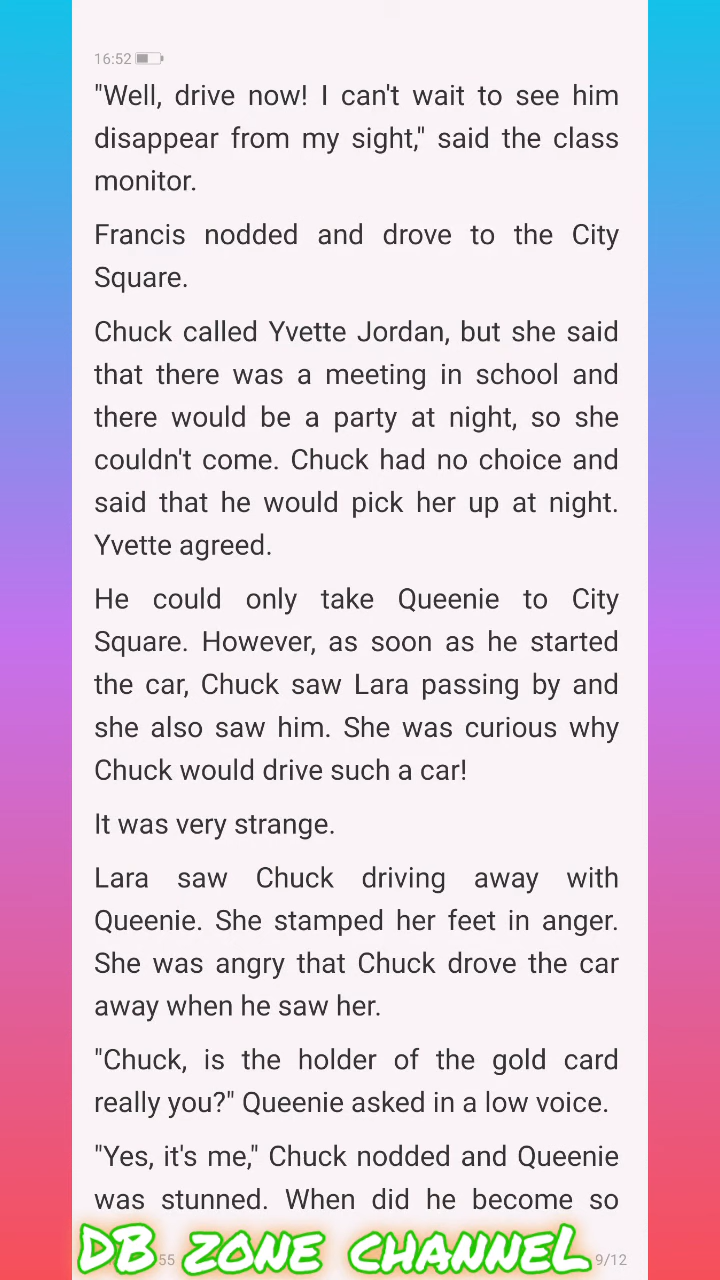 16:52
"Well, drive now! I can't wait to see him
disappear from my sight," said the class
monitor.
Francis nodded and drove to the City
Square.
Chuck called Yvette Jordan, but she said
that there was a meeting in school and
there would be a party at night, so she
couldn't come. Chuck had no choice and
said that he would pick her up at night.
Yvette agreed.
He could only take Queenie to City
Square. However, as soon as he started
the car, Chuck saw Lara passing by and
she also saw him. She was curious why
Chuck would drive such a car!
It was very strange.
Lara saw Chuck driving away with
Queenie. She stamped her feet in anger.
She was angry that Chuck drove the car
away when he saw her.
"Chuck, is the holder of the gold card
really you?" Queenie asked in a low voice.
"Yes, it's me," Chuck nodded and Queenie
was stunned. When did he become so
DB ZONE CHANNEL
55
9/12